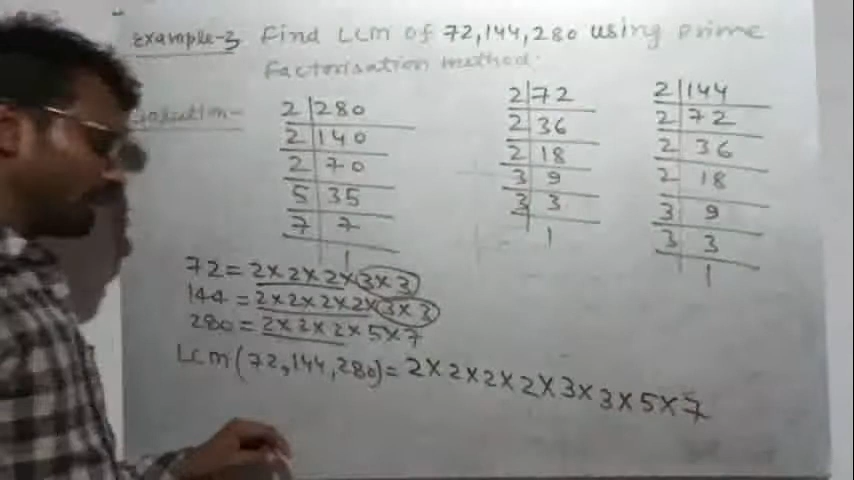 Example-3 Find LCM of 72,144,280 using prime
Factorisation method.
Solution-
2 280
2 140
2 70
5 35
7 7
1
2 72
2 36
2 18
3 9
3 3
1
2 144
2 72
2 36
2 18
3 9
3 3
1
72 = 2×2×2×3×3
144 = 2×2×2×2×3×3
280 = 2×2×2×5×7
LCM(72,144,280) = 2×2×2×2×3×3×5×7